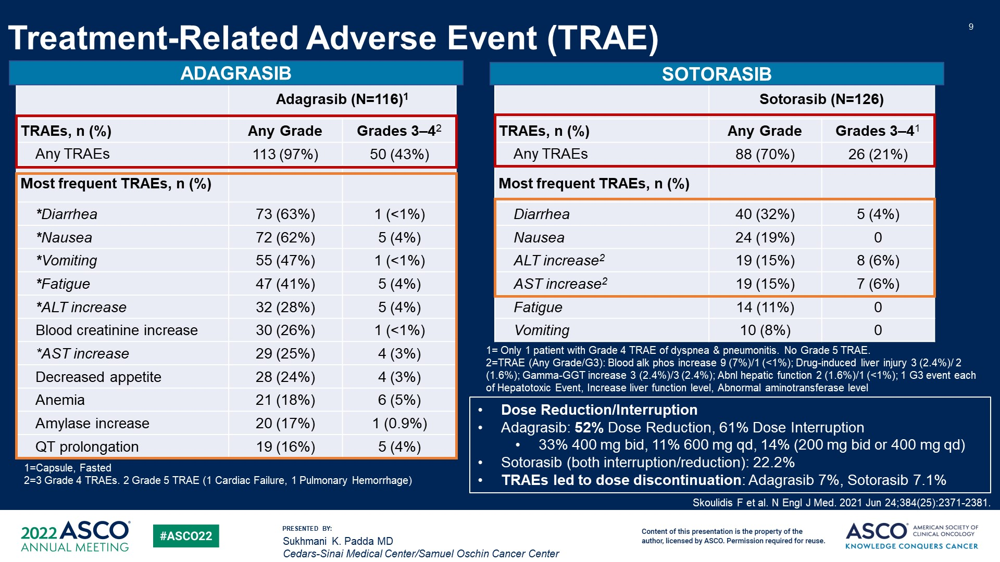 Treatment-Related Adverse Event (TRAE)
9
ADAGRASIB
Adagrasib (N=116)1
TRAEs, n (%) Any Grade Grades 3–42
Any TRAEs 113 (97%) 50 (43%)
Most frequent TRAEs, n (%)
*Diarrhea 73 (63%) 1 (<1%)
*Nausea 72 (62%) 5 (4%)
*Vomiting 55 (47%) 1 (<1%)
*Fatigue 47 (41%) 5 (4%)
*ALT increase 32 (28%) 5 (4%)
Blood creatinine increase 30 (26%) 1 (<1%)
*AST increase 29 (25%) 4 (3%)
Decreased appetite 28 (24%) 4 (3%)
Anemia 21 (18%) 6 (5%)
Amylase increase 20 (17%) 1 (0.9%)
QT prolongation 19 (16%) 5 (4%)
1=Capsule, Fasted
2=3 Grade 4 TRAEs. 2 Grade 5 TRAE (1 Cardiac Failure, 1 Pulmonary Hemorrhage)
SOTORASIB
Sotorasib (N=126)
TRAEs, n (%) Any Grade Grades 3–41
Any TRAEs 88 (70%) 26 (21%)
Most frequent TRAEs, n (%)
Diarrhea 40 (32%) 5 (4%)
Nausea 24 (19%) 0
ALT increase2 19 (15%) 8 (6%)
AST increase2 19 (15%) 7 (6%)
Fatigue 14 (11%) 0
Vomiting 10 (8%) 0
1= Only 1 patient with Grade 4 TRAE of dyspnea & pneumonitis. No Grade 5 TRAE.
2=TRAE (Any Grade/G3): Blood alk phos increase 9 (7%)/1 (<1%); Drug-induced liver injury 3 (2.4%)/ 2
(1.6%); Gamma-GGT increase 3 (2.4%)/3 (2.4%); Abnl hepatic function 2 (1.6%)/1 (<1%); 1 G3 event each
of Hepatotoxic Event, Increase liver function level, Abnormal aminotransferase level
• Dose Reduction/Interruption
• Adagrasib: 52% Dose Reduction, 61% Dose Interruption
• 33% 400 mg bid, 11% 600 mg qd, 14% (200 mg bid or 400 mg qd)
• Sotorasib (both interruption/reduction): 22.2%
• TRAEs led to dose discontinuation: Adagrasib 7%, Sotorasib 7.1%
Skoulidis F et al. N Engl J Med. 2021 Jun 24;384(25):2371-2381.
2022 ASCO®
ANNUAL MEETING
#ASCO22
PRESENTED BY:
Sukhmani K. Padda MD
Cedars-Sinai Medical Center/Samuel Oschin Cancer Center
Content of this presentation is the property of the
author, licensed by ASCO. Permission required for reuse.
ASCO® AMERICAN SOCIETY OF
CLINICAL ONCOLOGY
KNOWLEDGE CONQUERS CANCER